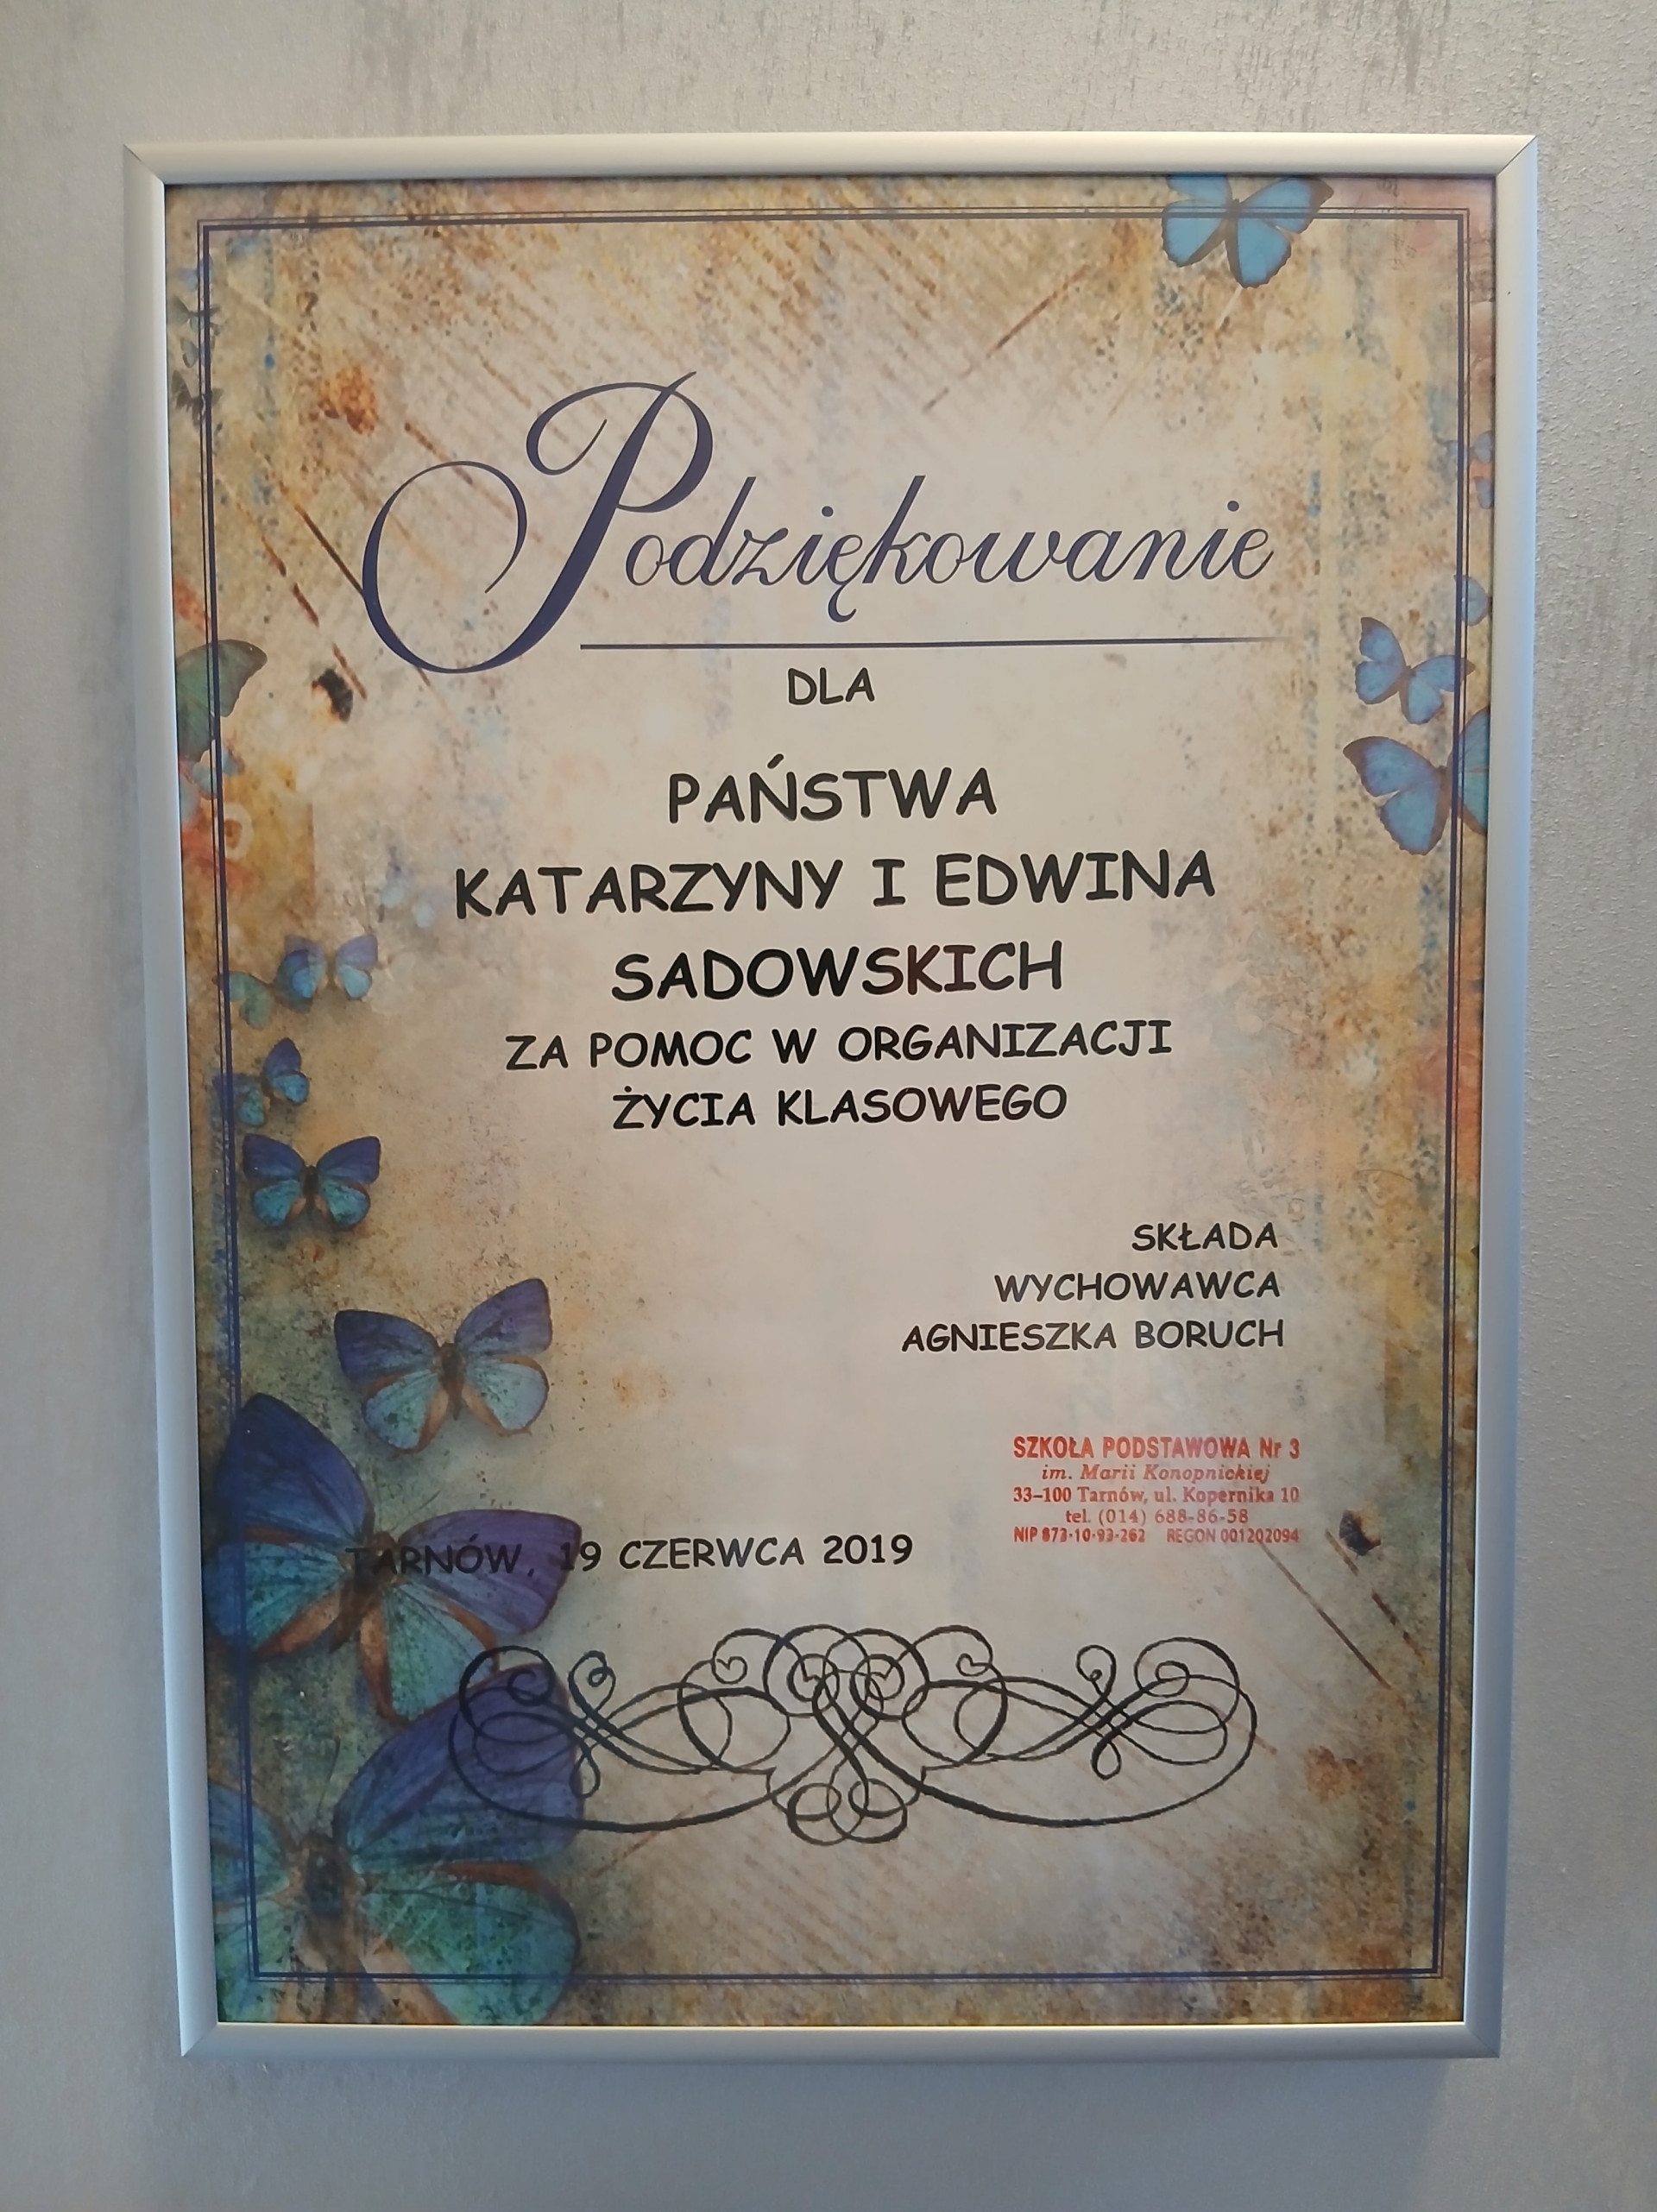 Podziękowanie
DLA
PAŃSTWA
KATARZYNY I EDWINA
SADOWSKICH
ZA POMOC W ORGANIZACJI
ŻYCIA KLASOWEGO
SKŁADA
WYCHOWAWCA
AGNIESZKA BORUCH
SZKOŁA PODSTAWOWA Nr 3
im. Marii Konopnickiej
33-100 Tarnów, ul. Kopernika 10
tel. (014) 688-86-58
NIP 873-10-93-262 REGON 001202094
TARNÓW, 19 CZERWCA 2019